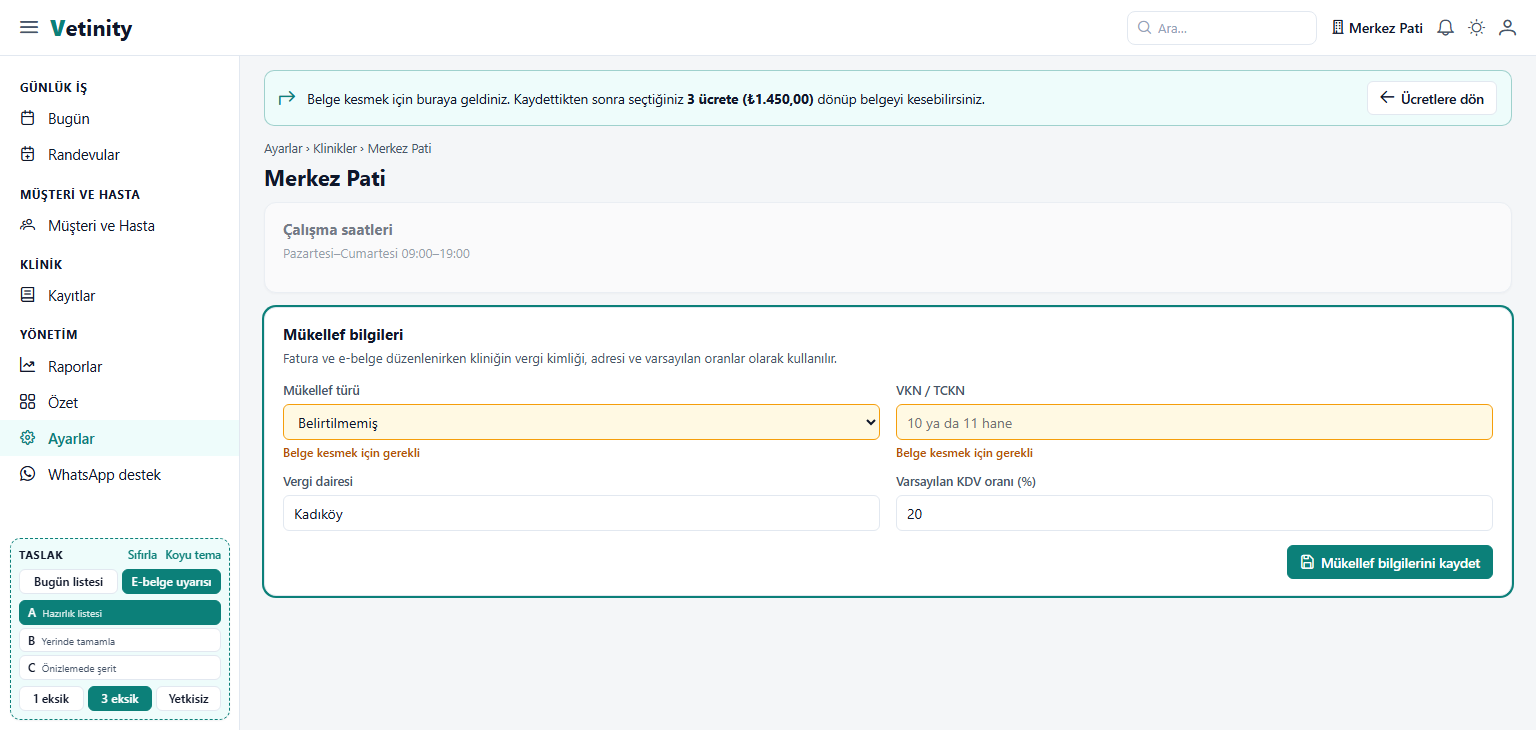 Vetinity
Ara...
Merkez Pati
GÜNLÜK İŞ
Bugün
Randevular
MÜŞTERİ VE HASTA
Müşteri ve Hasta
KLİNİK
Kayıtlar
YÖNETİM
Raporlar
Özet
Ayarlar
WhatsApp destek
TASLAK Sıfırla Koyu tema
Bugün listesi E-belge uyarısı
A Hazırlık listesi
B Yerinde tamamla
C Önizlemede şerit
1 eksik 3 eksik Yetkisiz
Belge kesmek için buraya geldiniz. Kaydettikten sonra seçtiğiniz 3 ücrete (₺1.450,00) dönüp belgeyi kesebilirsiniz.
Ücretlere dön
Ayarlar › Klinikler › Merkez Pati
Merkez Pati
Çalışma saatleri
Pazartesi–Cumartesi 09:00–19:00
Mükellef bilgileri
Fatura ve e-belge düzenlenirken kliniğin vergi kimliği, adresi ve varsayılan oranlar olarak kullanılır.
Mükellef türü
Belirtilmemiş
Belge kesmek için gerekli
VKN / TCKN
10 ya da 11 hane
Belge kesmek için gerekli
Vergi dairesi
Kadıköy
Varsayılan KDV oranı (%)
20
Mükellef bilgilerini kaydet